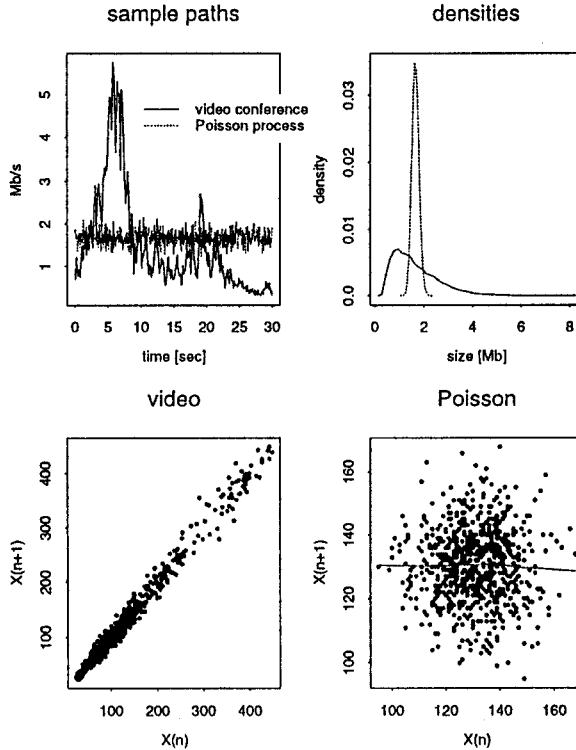 sample paths
densities
Mb/s
1 2 3 4 5
video conference
Poisson process
0 5 10 15 20 25 30
time [sec]
density
0.0 0.01 0.02 0.03
0 2 4 6 8
size [Mb]
video
Poisson
X(n+1)
100 200 300 400
100 200 300 400
X(n)
X(n+1)
100 120 140 160
100 120 140 160
X(n)